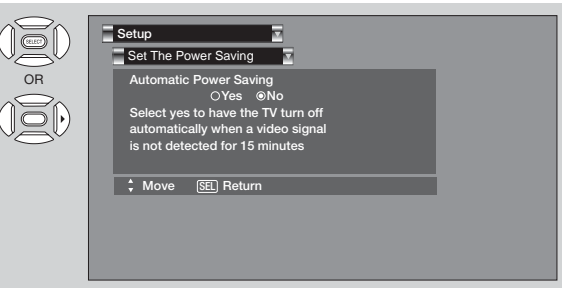 SELECT
OR
Setup
Set The Power Saving
Automatic Power Saving
Yes No
Select yes to have the TV turn off
automatically when a video signal
is not detected for 15 minutes
Move SEL Return